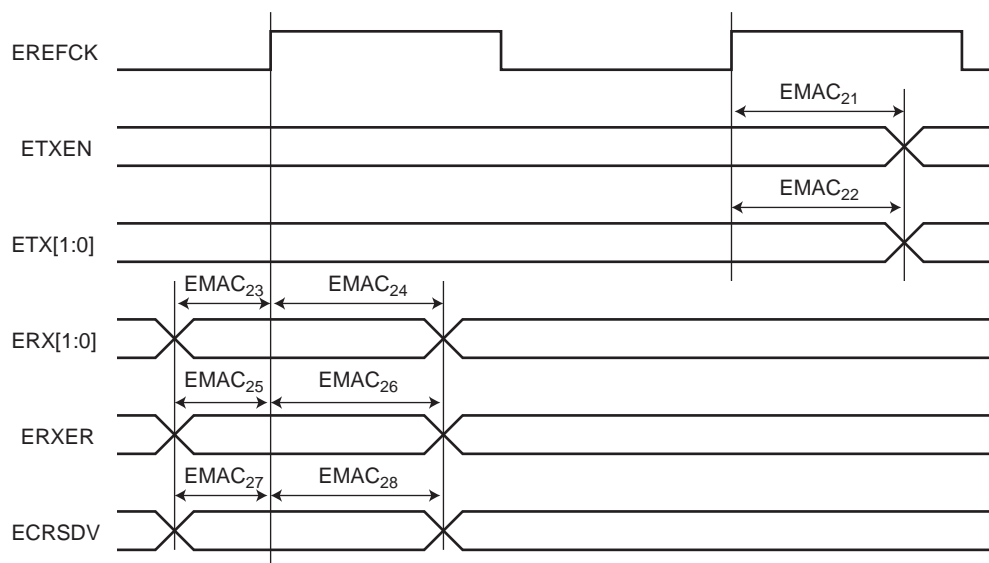 EREFCK
EMAC21
ETXEN
EMAC22
ETX[1:0]
EMAC23 EMAC24
ERX[1:0]
EMAC25 EMAC26
ERXER
EMAC27 EMAC28
ECRSDV